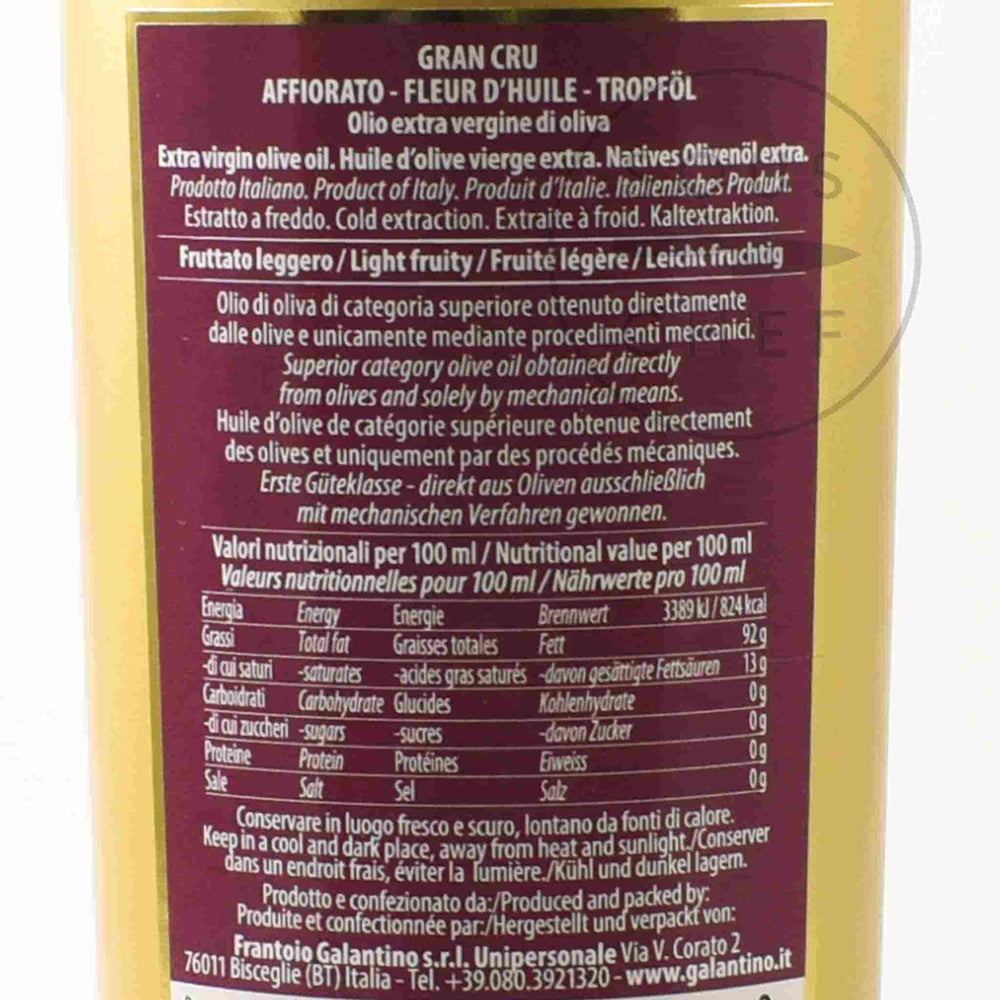 GRAN CRU
AFFIORATO - FLEUR D'HUILE - TROPFÖL
Olio extra vergine di oliva
Extra virgin olive oil. Huile d'olive vierge extra. Natives Olivenöl extra.
Prodotto Italiano. Product of Italy. Produit d'Italie. Italienisches Produkt.
Estratto a freddo. Cold extraction. Extraite à froid. Kaltextraktion.
Fruttato leggero / Light fruity / Fruité légère / Leicht fruchtig
Olio di oliva di categoria superiore ottenuto direttamente
dalle olive e unicamente mediante procedimenti meccanici.
Superior category olive oil obtained directly
from olives and solely by mechanical means.
Huile d'olive de catégorie supérieure obtenue directement
des olives et uniquement par des procédés mécaniques.
Erste Güteklasse - direkt aus Oliven ausschließlich
mit mechanischen Verfahren gewonnen.
Valori nutrizionali per 100 ml / Nutritional value per 100 ml
Valeurs nutritionnelles pour 100 ml / Nährwerte pro 100 ml
Energia Energy Energie Brennwert 3389 kJ / 824 kcal
Grassi Total fat Graisses totales Fett 92 g
-di cui saturi -saturates -acides gras saturés -davon gesättigte Fettsäuren 13 g
Carboidrati Carbohydrate Glucides Kohlenhydrate 0 g
-di cui zuccheri -sugars -sucres -davon Zucker 0 g
Proteine Protein Protéines Eiweiss 0 g
Sale Salt Sel Salz 0 g
Conservare in luogo fresco e scuro, lontano da fonti di calore.
Keep in a cool and dark place, away from heat and sunlight./Conserver
dans un endroit frais, éviter la lumière./Kühl und dunkel lagern.
Prodotto e confezionato da:/Produced and packed by:
Produite et confectionnée par:/Hergestellt und verpackt von:
Frantoio Galantino s.r.l. Unipersonale Via V. Corato 2
76011 Bisceglie (BT) Italia - Tel. +39.080.3921320 - www.galantino.it